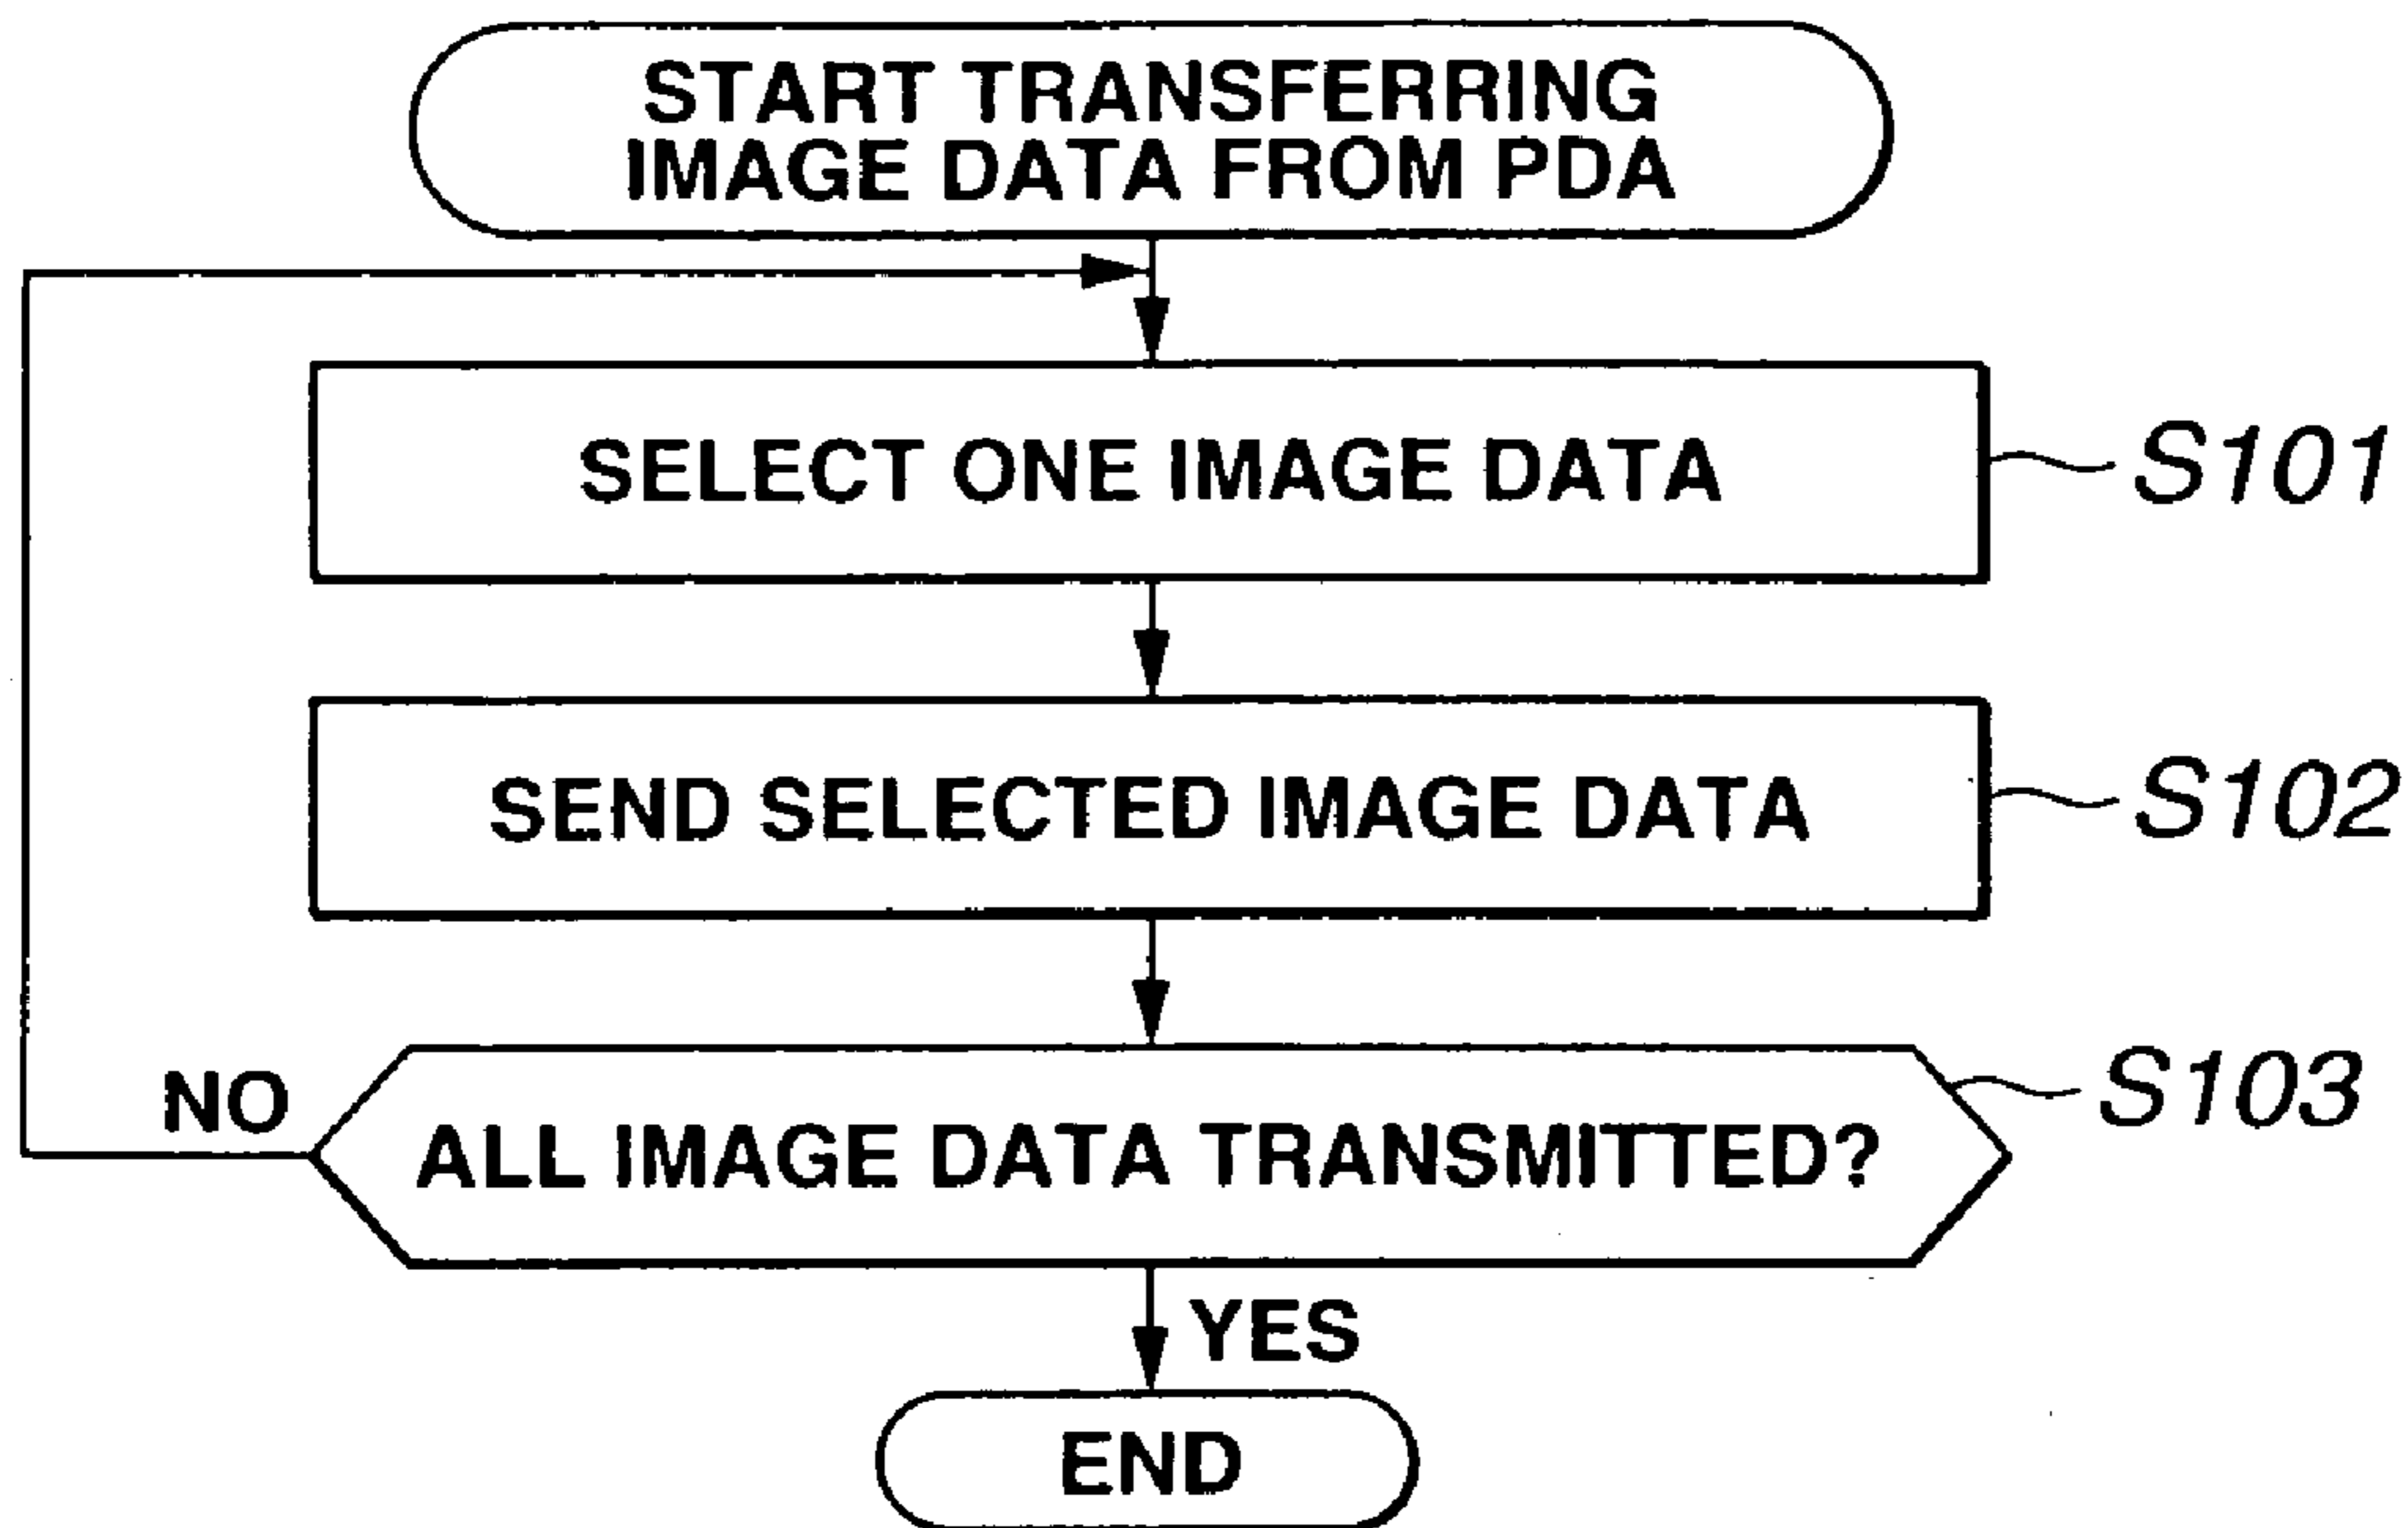 START TRANSFERRING
IMAGE DATA FROM PDA
SELECT ONE IMAGE DATA
S101
SEND SELECTED IMAGE DATA
S102
NO
ALL IMAGE DATA TRANSMITTED?
S103
YES
END